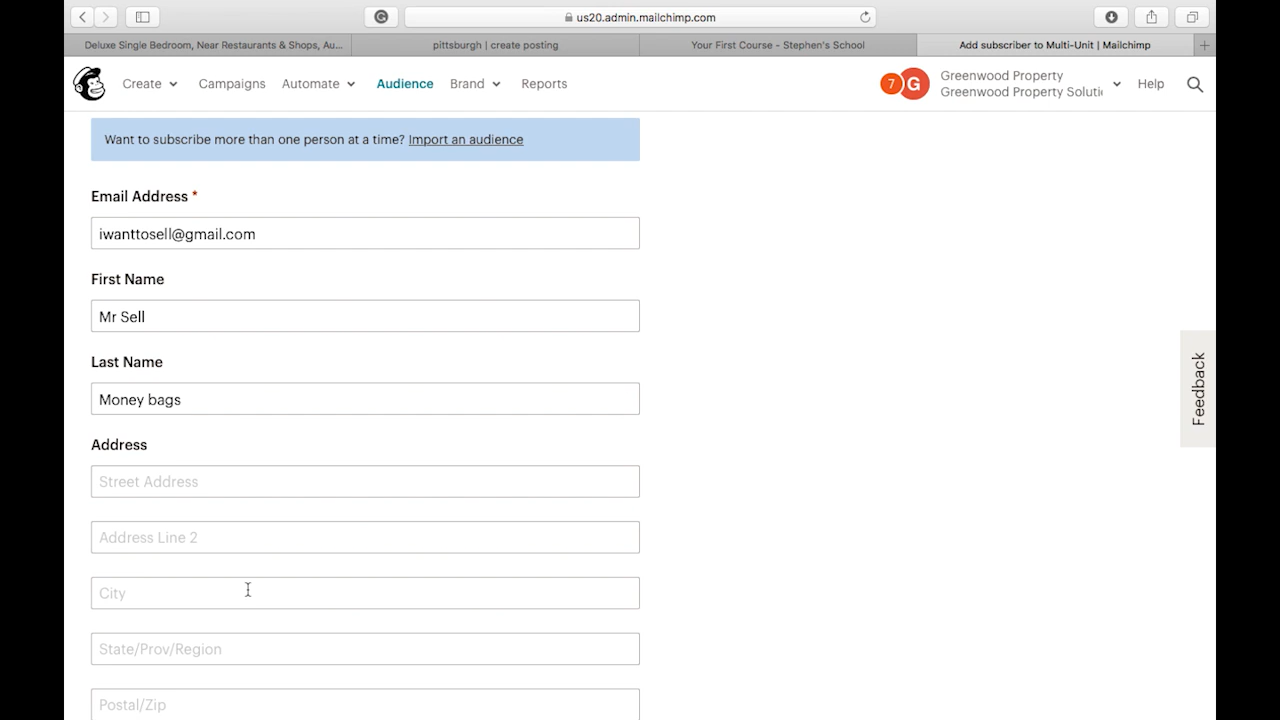 us20.admin.mailchimp.com
Deluxe Single Bedroom, Near Restaurants & Shops, Au...
pittsburgh | create posting
Your First Course - Stephen's School
Add subscriber to Multi-Unit | Mailchimp
Create
Campaigns
Automate
Audience
Brand
Reports
7
G
Greenwood Property
Greenwood Property Soluti
Help
Want to subscribe more than one person at a time? Import an audience
Email Address *
iwanttosell@gmail.com
First Name
Mr Sell
Last Name
Money bags
Address
Street Address
Address Line 2
City
State/Prov/Region
Postal/Zip
Feedback